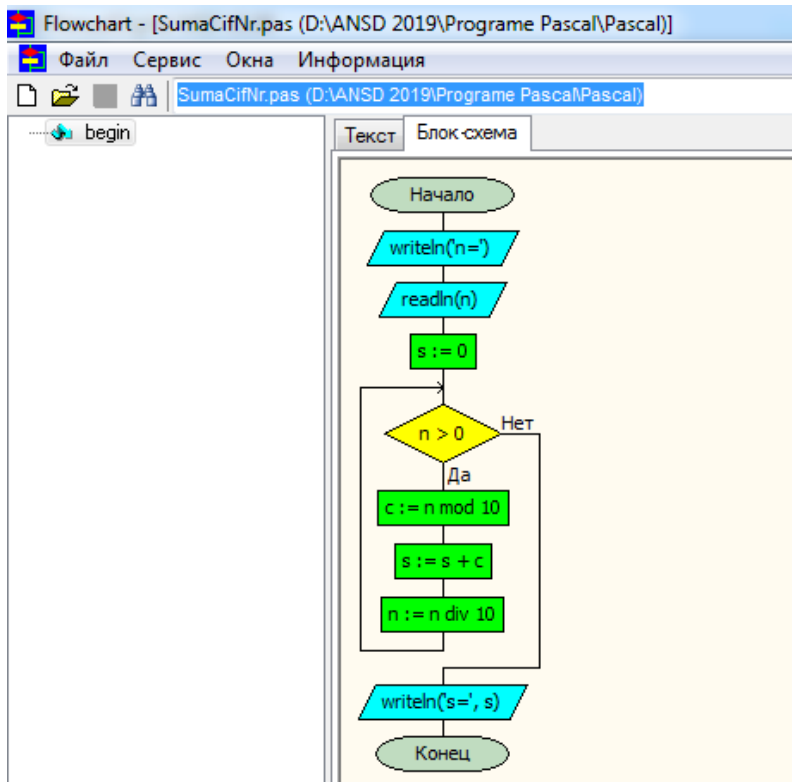 Flowchart - [SumaCifNr.pas (D:\ANSD 2019\Programe Pascal\Pascal)]
Файл Сервис Окна Информация
SumaCifNr.pas (D:\ANSD 2019\Programe Pascal\Pascal)
begin
Текст Блок-схема
Начало
writeln('n=')
readln(n)
s := 0
n > 0
Нет
Да
c := n mod 10
s := s + c
n := n div 10
writeln('s=', s)
Конец